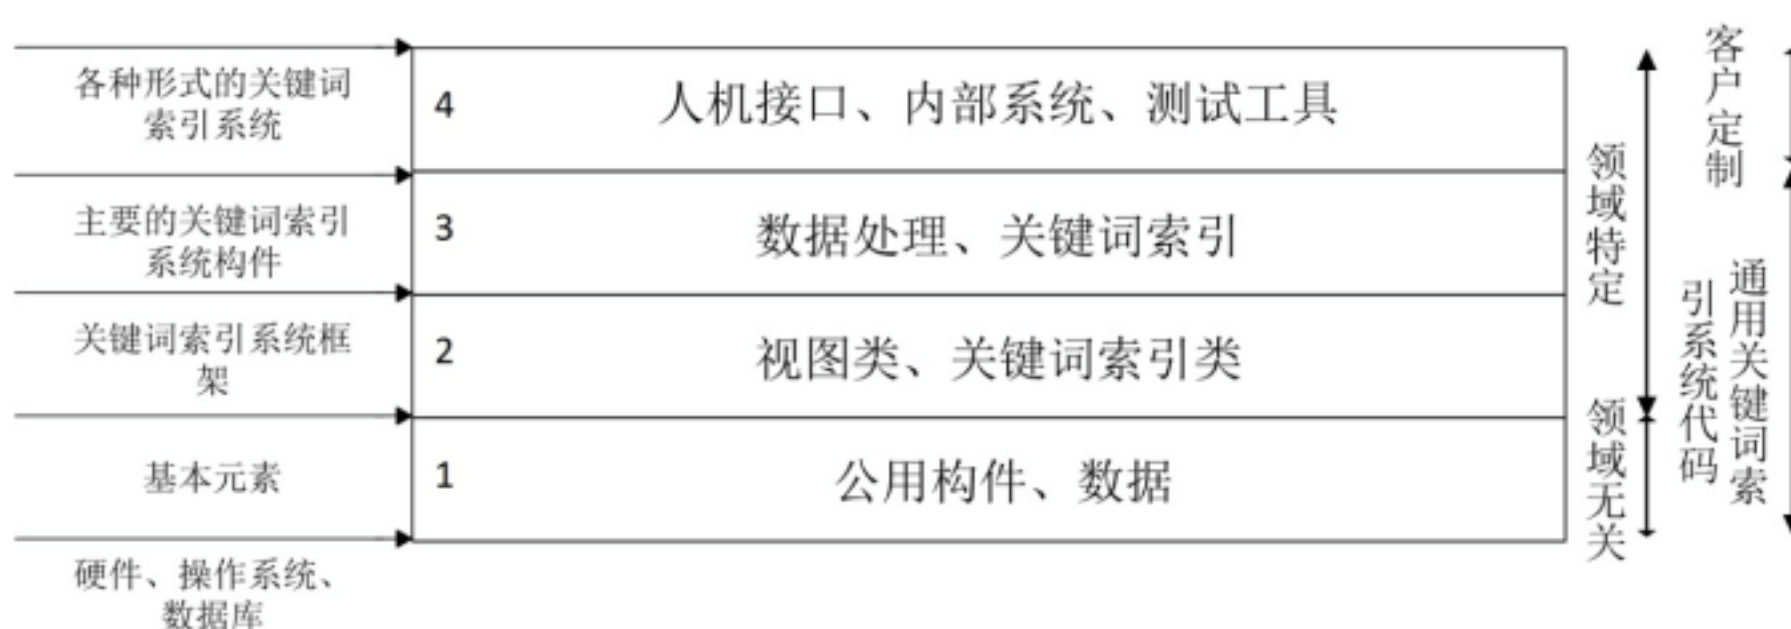 各种形式的关键词
索引系统
4
人机接口、内部系统、测试工具
主要的关键词索引
系统构件
3
数据处理、关键词索引
关键词索引系统框
架
2
视图类、关键词索引类
基本元素
1
公用构件、数据
硬件、操作系统、
数据库
领域特定
领域无关
客户定制
通用关键词索
引系统代码